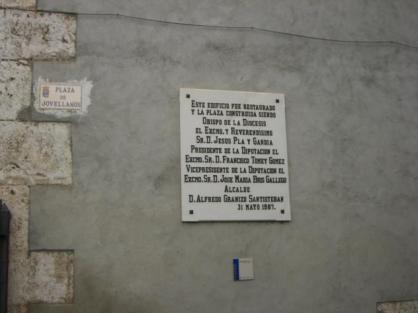 PLAZA
DE
JOVELLANOS
ESTE EDIFICIO FUE RESTAURADO
Y LA PLAZA CONSTRUIDA SIENDO
OBISPO DE LA DIOCESIS
EL EXCMO. Y REVERENDISIMO
SR. D. JESUS PLA Y GANDIA
PRESIDENTE DE LA DIPUTACION EL
EXCMO. SR. D. FRANCISCO TOMEY GOMEZ
VICEPRESIDENTE DE LA DIPUTACION EL
EXCMO. SR. D. JOSE MARIA BRIS GALLEGO
ALCALDE
D. ALFREDO GRANIZO SANTISTEBAN
31 MAYO 1987.